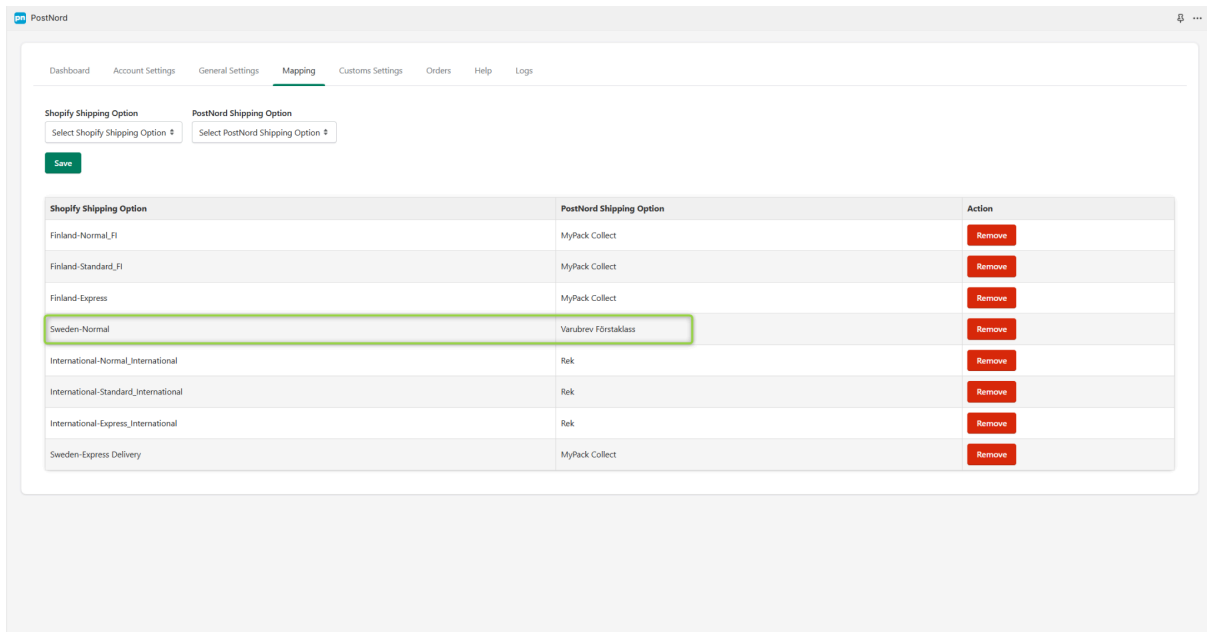 pn PostNord
Dashboard Account Settings General Settings Mapping Customs Settings Orders Help Logs
Shopify Shipping Option PostNord Shipping Option
Select Shopify Shipping Option Select PostNord Shipping Option
Save
Shopify Shipping Option PostNord Shipping Option Action
Finland-Normal_FI MyPack Collect Remove
Finland-Standard_FI MyPack Collect Remove
Finland-Express MyPack Collect Remove
Sweden-Normal Varubrev Förstaklass Remove
International-Normal_International Rek Remove
International-Standard_International Rek Remove
International-Express_International Rek Remove
Sweden-Express Delivery MyPack Collect Remove